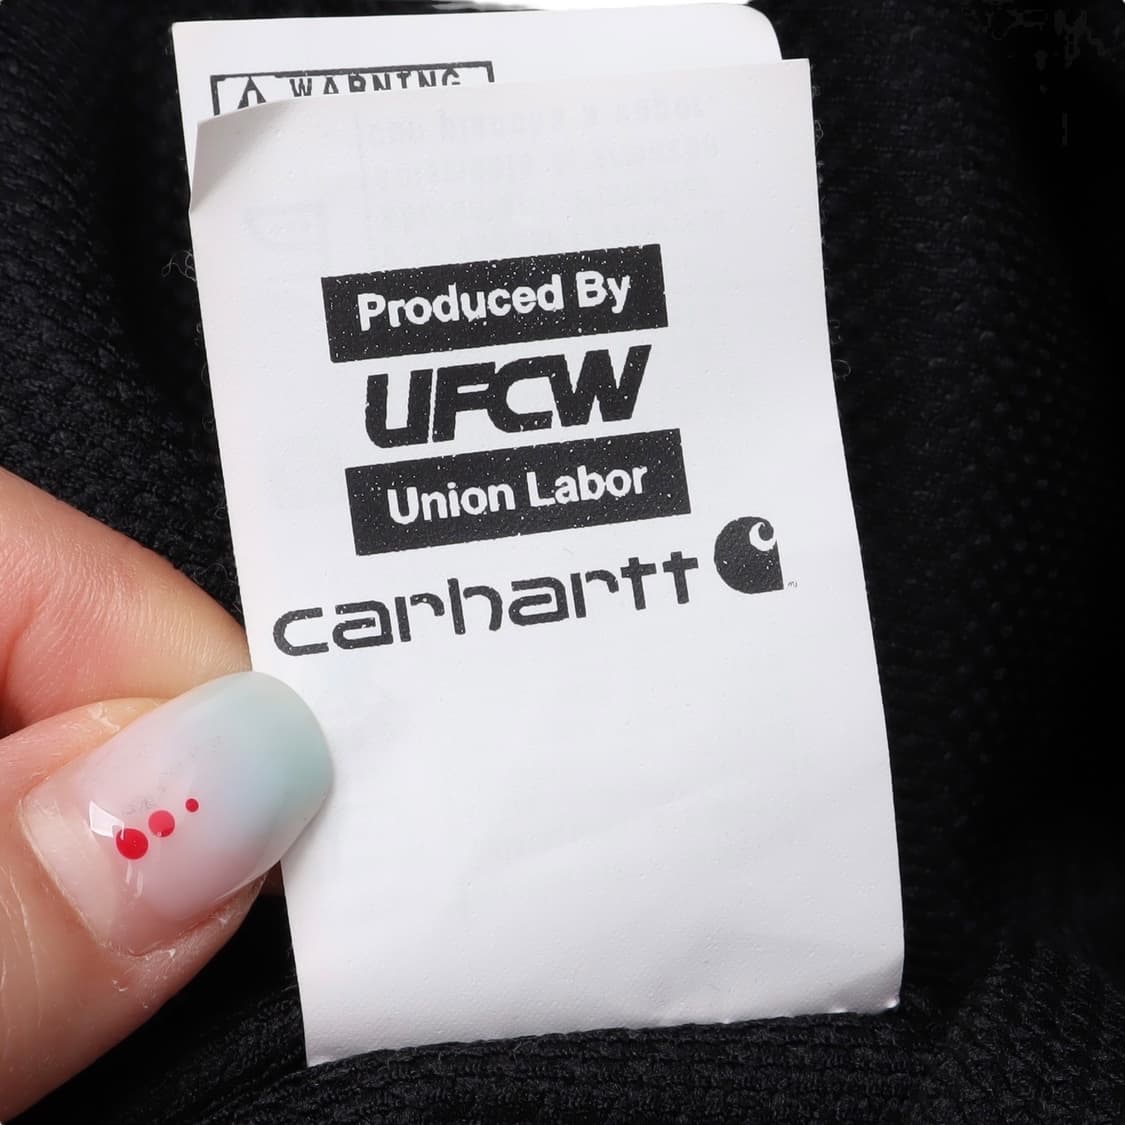 WARNING
Produced By
UFCW
Union Labor
carhartt